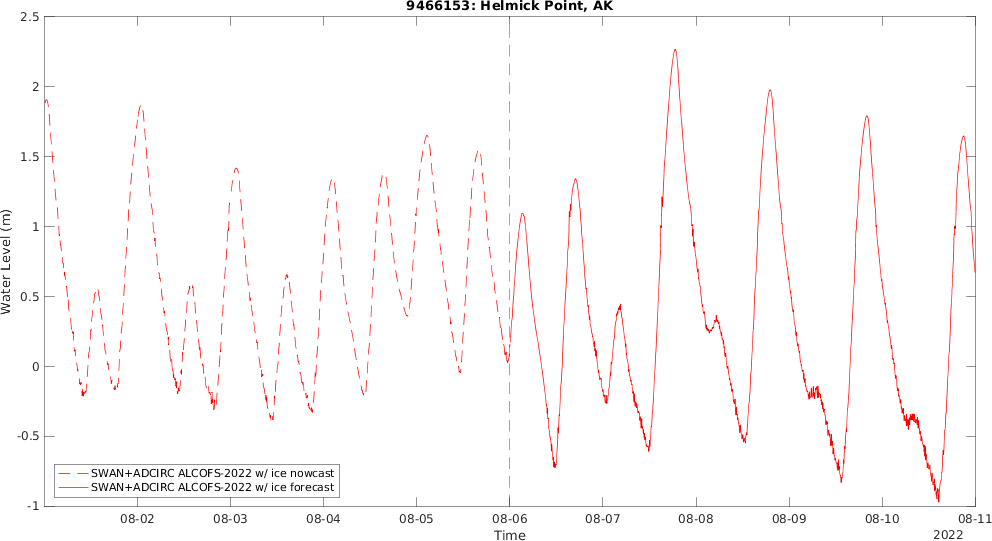 9466153: Helmick Point, AK
2.5
2
1.5
1
0.5
0
-0.5
-1
Water Level (m)
SWAN+ADCIRC ALCOFS-2022 w/ ice nowcast
SWAN+ADCIRC ALCOFS-2022 w/ ice forecast
08-02 08-03 08-04 08-05 08-06 08-07 08-08 08-09 08-10 08-11
Time
2022